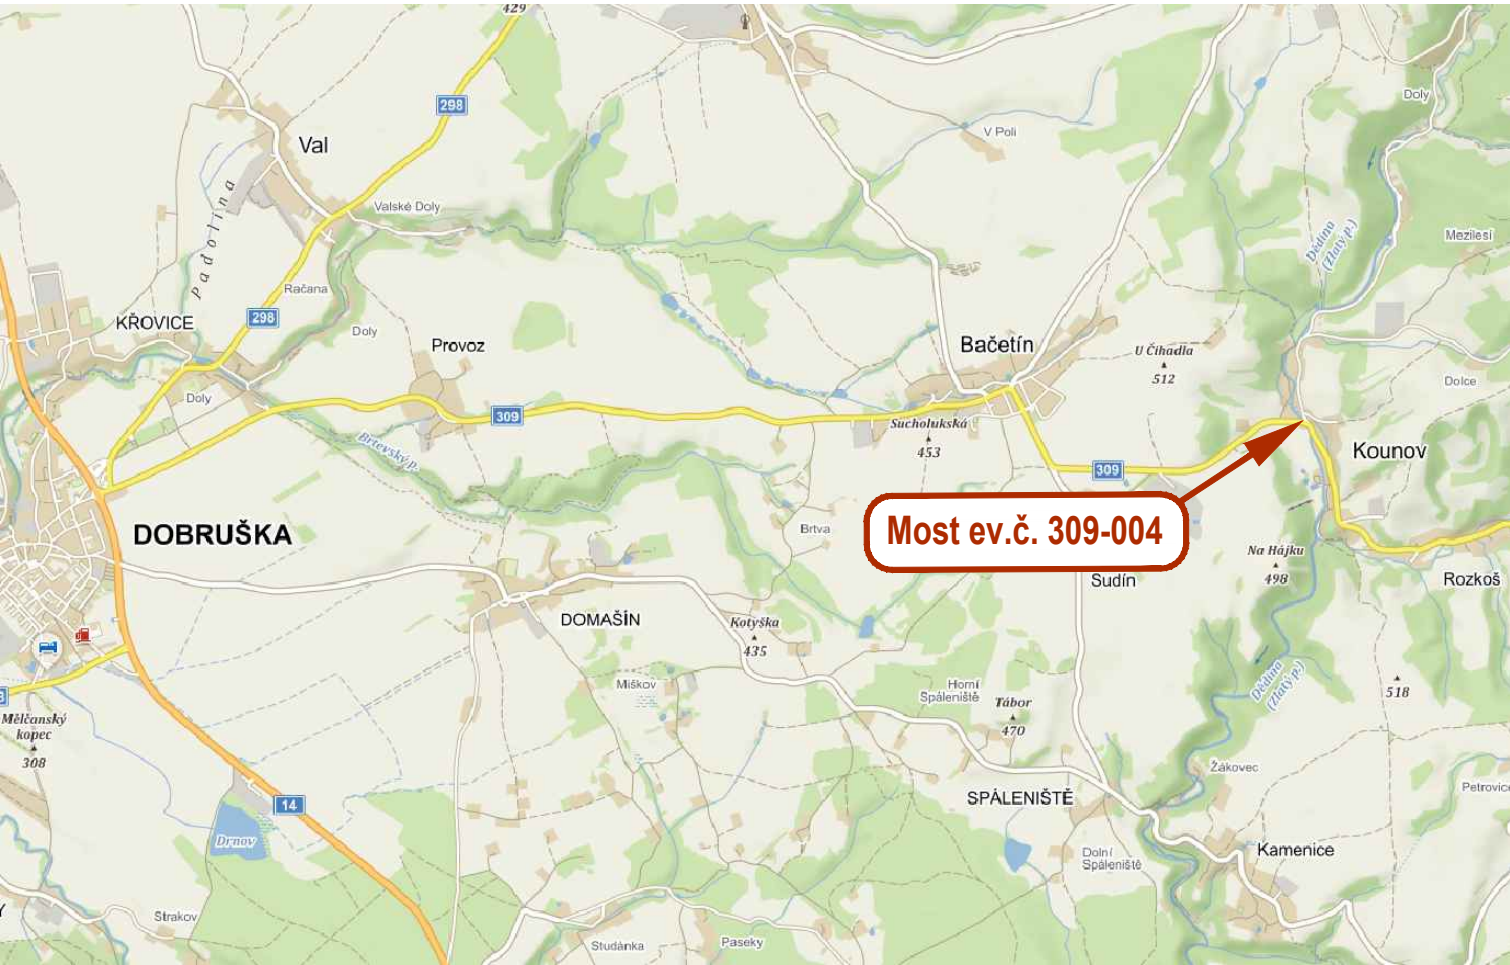 429
298
Doly
V Poli
Val
Padolina
Valské Doly
Dědina
(Zlatý p.)
Mezilesí
Račana
298
KŘOVICE
Doly
Provoz
Bačetín
U Čihadla
512
Dolce
Doly
309
Sucholukská
453
Brtevský p.
Kounov
309
DOBRUŠKA
Most ev.č. 309-004
Brtva
Na Hájku
498
Sudín
Rozkoš
DOMAŠÍN
Kotyška
435
Miškov
Horní
Spáleniště
Tábor
470
Dědina
(Zlatý p.)
518
Mělčanský
kopec
308
Žákovec
SPÁLENIŠTĚ
Petrovice
14
Drnov
Dolní
Spáleniště
Kamenice
Strakov
Studánka
Paseky